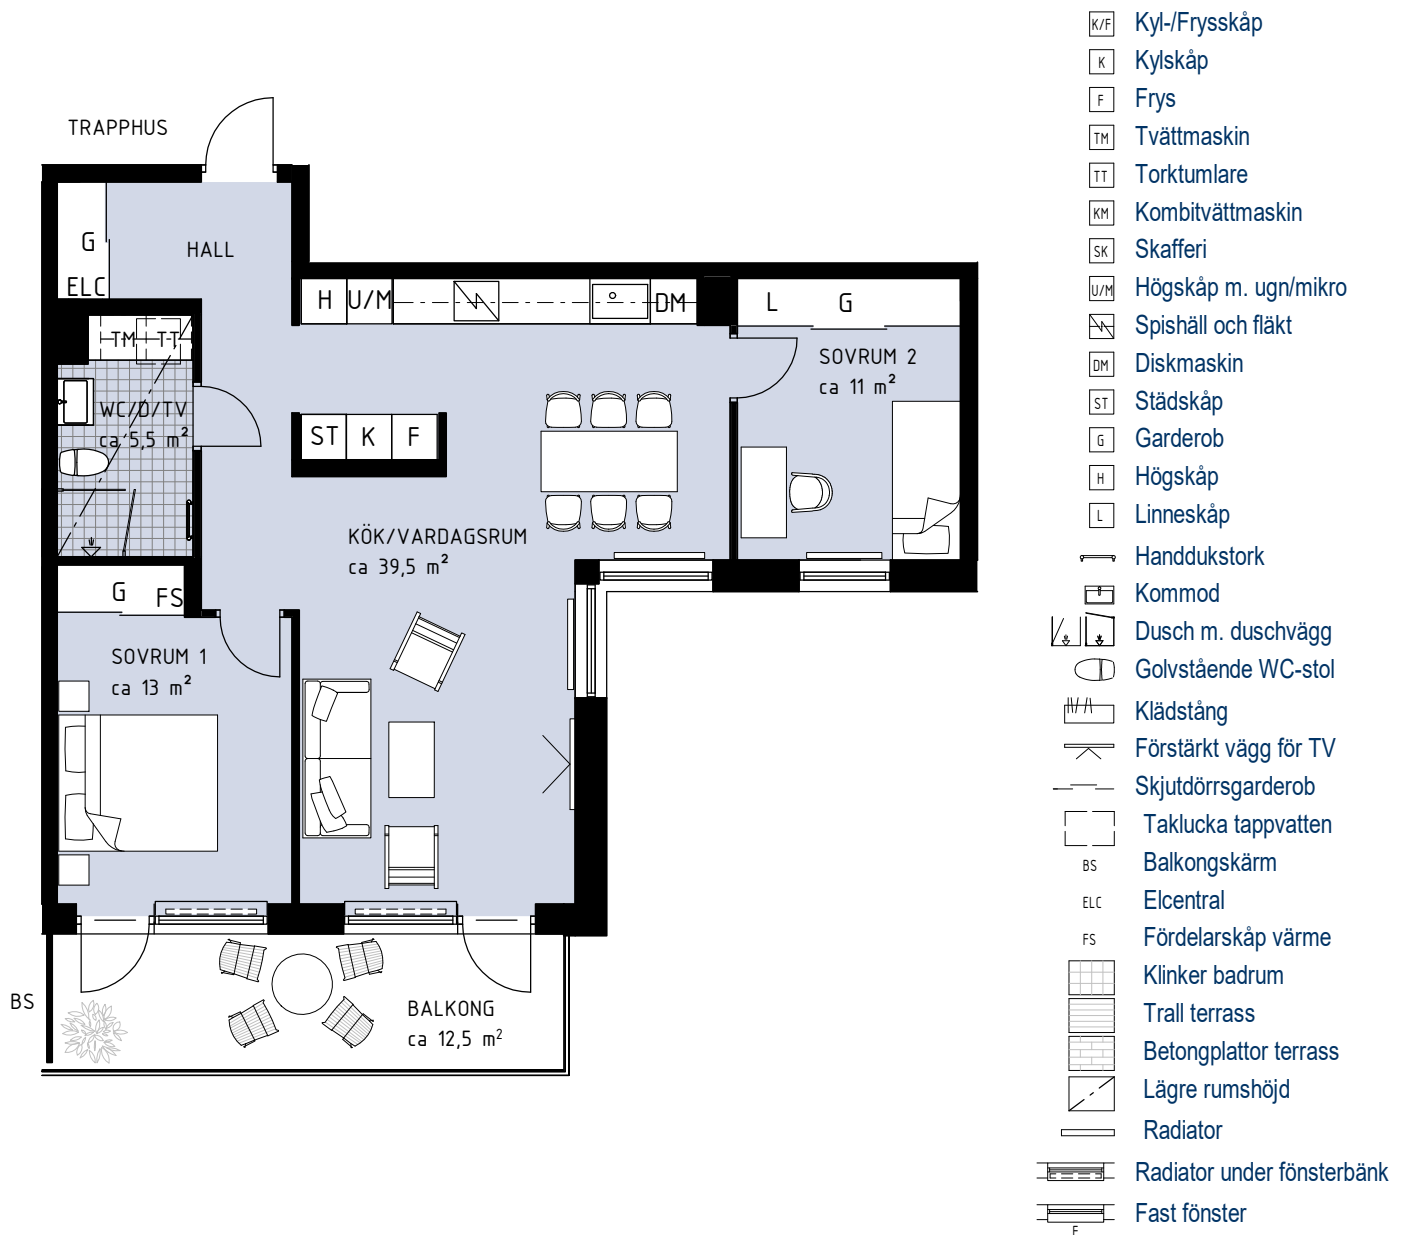 TRAPPHUS
G
ELC
HALL
H
U/M
DM
L
G
TM
TT
SOVRUM 2
ca 11 m²
WC/D/TV
ca 5,5 m²
ST
K
F
KÖK/VARDAGSRUM
ca 39,5 m²
G
FS
SOVRUM 1
ca 13 m²
BS
BALKONG
ca 12,5 m²
K/F Kyl-/Frysskåp
K Kylskåp
F Frys
TM Tvättmaskin
TT Torktumlare
KM Kombitvättmaskin
SK Skafferi
U/M Högskåp m. ugn/mikro
Spishäll och fläkt
DM Diskmaskin
ST Städskåp
G Garderob
H Högskåp
L Linneskåp
Handdukstork
Kommod
Dusch m. duschvägg
Golvstående WC-stol
Klädstång
Förstärkt vägg för TV
Skjutdörrsgarderob
Taklucka tappvatten
BS Balkongskärm
ELC Elcentral
FS Fördelarskåp värme
Klinker badrum
Trall terrass
Betongplattor terrass
Lägre rumshöjd
Radiator
Radiator under fönsterbänk
Fast fönster
F